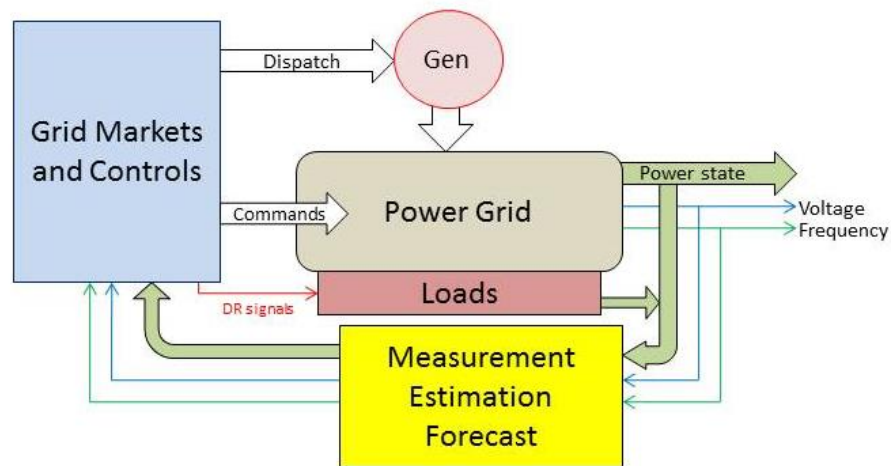 Dispatch
Gen
Grid Markets
and Controls
Power state
Commands
Power Grid
Voltage
Frequency
DR signals
Loads
Measurement
Estimation
Forecast